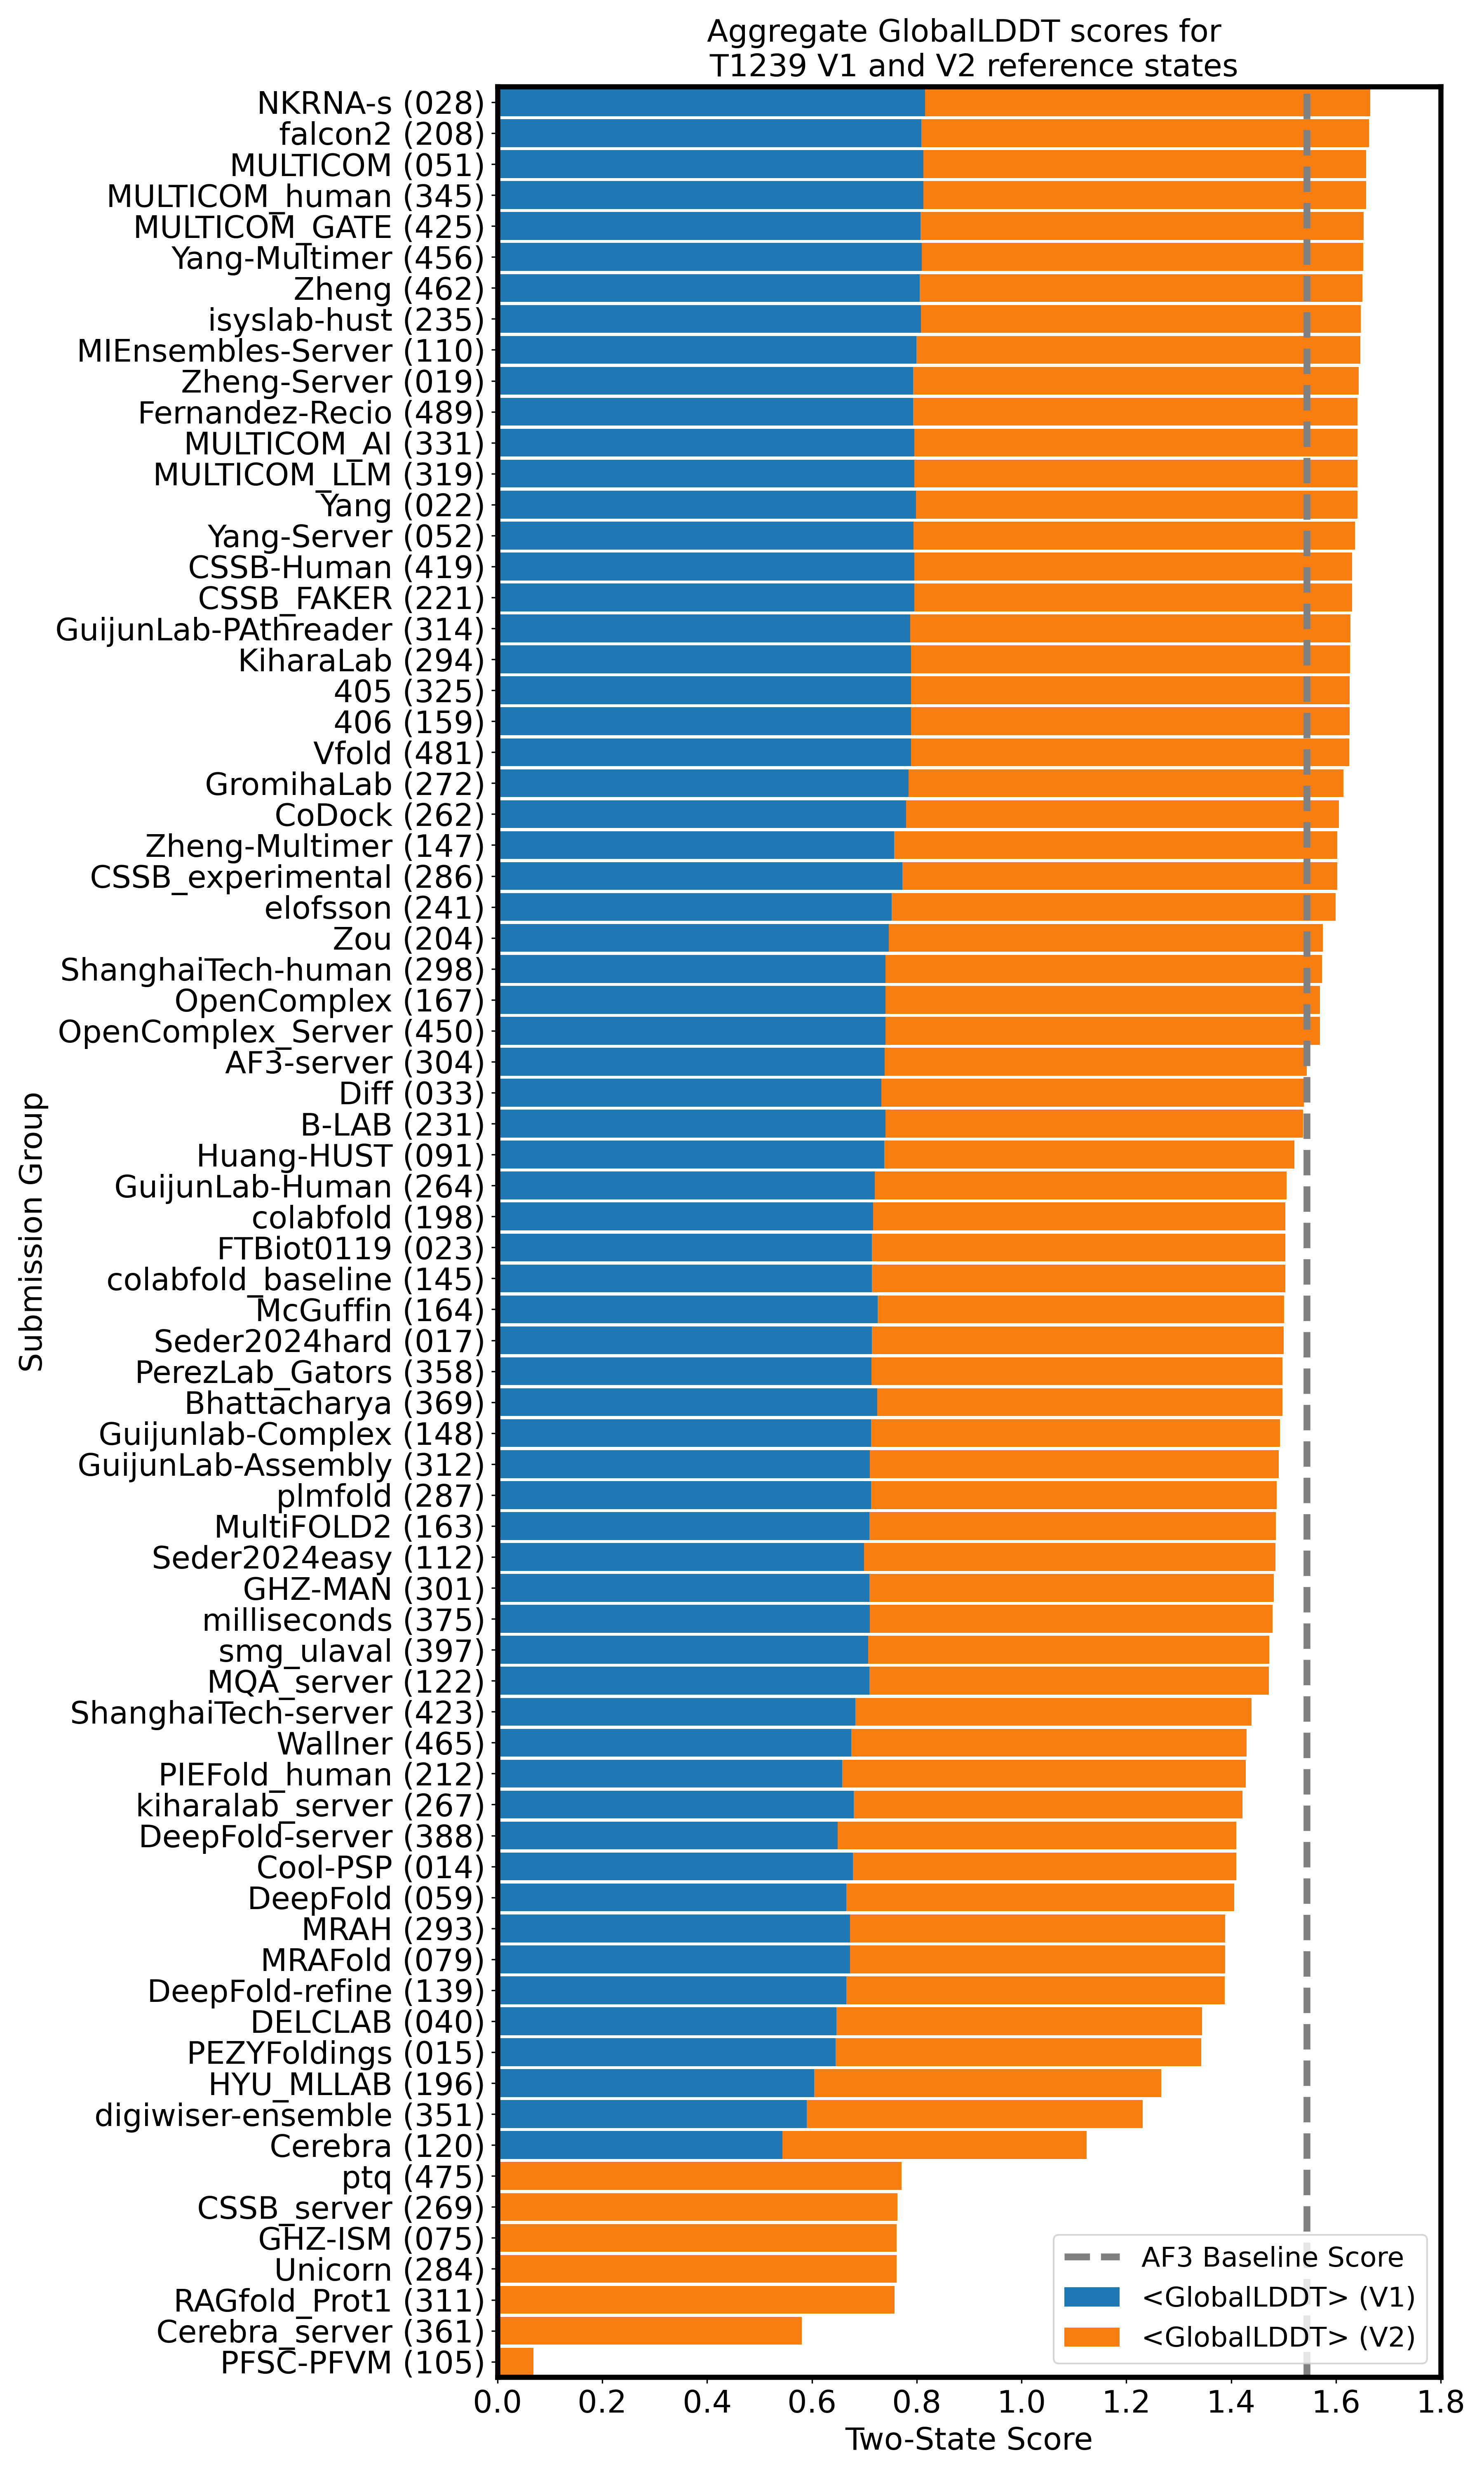 Aggregate GlobalLDDT scores for
T1239 V1 and V2 reference states
NKRNA-s (028)
falcon2 (208)
MULTICOM (051)
MULTICOM_human (345)
MULTICOM_GATE (425)
Yang-Multimer (456)
Zheng (462)
isyslab-hust (235)
MIEnsembles-Server (110)
Zheng-Server (019)
Fernandez-Recio (489)
MULTICOM_AI (331)
MULTICOM_LLM (319)
Yang (022)
Yang-Server (052)
CSSB-Human (419)
CSSB_FAKER (221)
GuijunLab-PAthreader (314)
KiharaLab (294)
405 (325)
406 (159)
Vfold (481)
GromihaLab (272)
CoDock (262)
Zheng-Multimer (147)
CSSB_experimental (286)
elofsson (241)
Zou (204)
ShanghaiTech-human (298)
OpenComplex (167)
OpenComplex_Server (450)
AF3-server (304)
Diff (033)
B-LAB (231)
Huang-HUST (091)
GuijunLab-Human (264)
colabfold (198)
FTBiot0119 (023)
colabfold_baseline (145)
McGuffin (164)
Seder2024hard (017)
PerezLab_Gators (358)
Bhattacharya (369)
Guijunlab-Complex (148)
GuijunLab-Assembly (312)
plmfold (287)
MultiFOLD2 (163)
Seder2024easy (112)
GHZ-MAN (301)
milliseconds (375)
smg_ulaval (397)
MQA_server (122)
ShanghaiTech-server (423)
Wallner (465)
PIEFold_human (212)
kiharalab_server (267)
DeepFold-server (388)
Cool-PSP (014)
DeepFold (059)
MRAH (293)
MRAFold (079)
DeepFold-refine (139)
DELCLAB (040)
PEZYFoldings (015)
HYU_MLLAB (196)
digiwiser-ensemble (351)
Cerebra (120)
ptq (475)
CSSB_server (269)
GHZ-ISM (075)
Unicorn (284)
RAGfold_Prot1 (311)
Cerebra_server (361)
PFSC-PFVM (105)
Submission Group
AF3 Baseline Score
<GlobalLDDT> (V1)
<GlobalLDDT> (V2)
0.0 0.2 0.4 0.6 0.8 1.0 1.2 1.4 1.6 1.8
Two-State Score